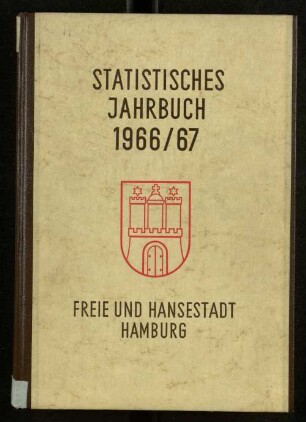 STATISTISCHES
JAHRBUCH
1966/67
FREIE UND HANSESTADT
HAMBURG